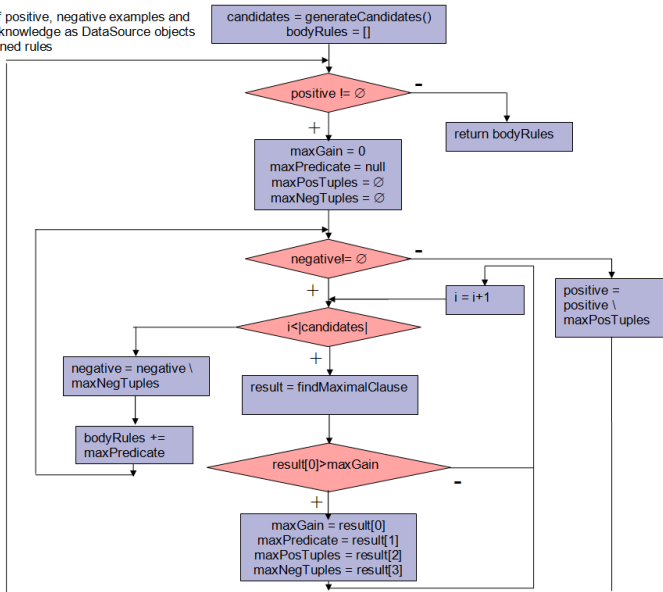 f positive, negative examples and
knowledge as DataSource objects
ned rules
candidates = generateCandidates()
bodyRules = []
positive != ∅
−
+
return bodyRules
maxGain = 0
maxPredicate = null
maxPosTuples = ∅
maxNegTuples = ∅
negative!= ∅
−
+
i = i+1
positive =
positive \
maxPosTuples
i<|candidates|
+
negative = negative \
maxNegTuples
result = findMaximalClause
bodyRules +=
maxPredicate
result[0]>maxGain
−
+
maxGain = result[0]
maxPredicate = result[1]
maxPosTuples = result[2]
maxNegTuples = result[3]